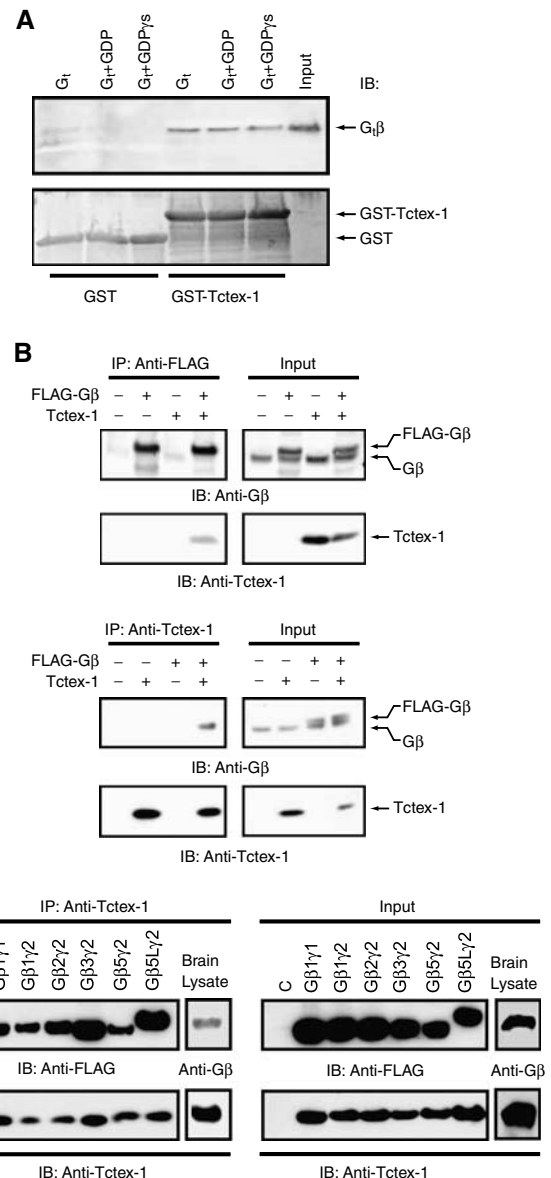 A
Gt
Gt+GDP
Gt+GDPγs
Gt
Gt+GDP
Gt+GDPγs
Input
IB:
Gtβ
GST-Tctex-1
GST
GST
GST-Tctex-1
B
IP: Anti-FLAG
Input
FLAG-Gβ – + – + – + – +
Tctex-1 – – + + – – + +
FLAG-Gβ
Gβ
IB: Anti-Gβ
Tctex-1
IB: Anti-Tctex-1
IP: Anti-Tctex-1
Input
FLAG-Gβ – – + + – – + +
Tctex-1 – + – + – + – +
FLAG-Gβ
Gβ
IB: Anti-Gβ
Tctex-1
IB: Anti-Tctex-1
IP: Anti-Tctex-1
Input
Gβ1γ1
Gβ1γ2
Gβ2γ2
Gβ3γ2
Gβ5γ2
Gβ5Lγ2
Brain
Lysate
C
Gβ1γ1
Gβ1γ2
Gβ2γ2
Gβ3γ2
Gβ5γ2
Gβ5Lγ2
Brain
Lysate
IB: Anti-FLAG
Anti-Gβ
IB: Anti-FLAG
Anti-Gβ
IB: Anti-Tctex-1
IB: Anti-Tctex-1